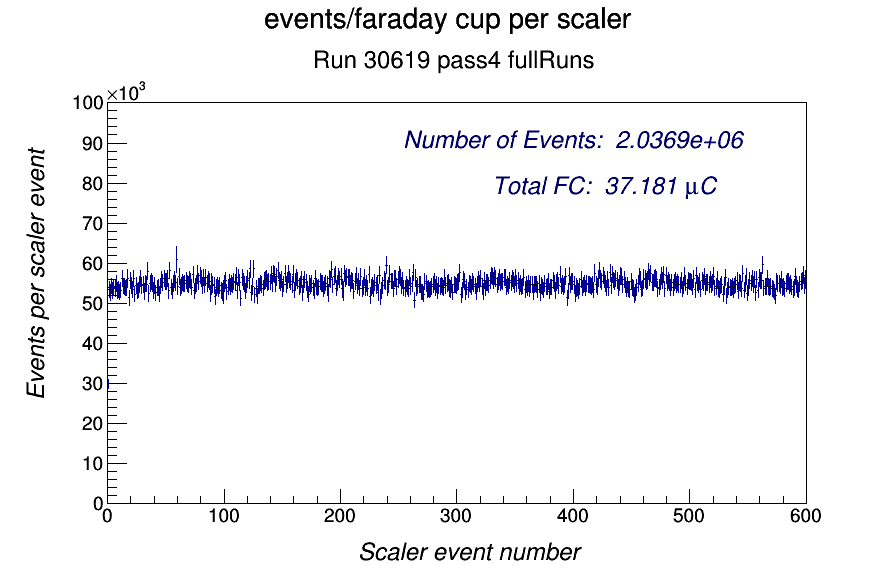 events/faraday cup per scaler
Run 30619 pass4 fullRuns
×10³
Number of Events: 2.0369e+06
Total FC: 37.181 μC
Events per scaler event
100
90
80
70
60
50
40
30
20
10
0
0 100 200 300 400 500 600
Scaler event number